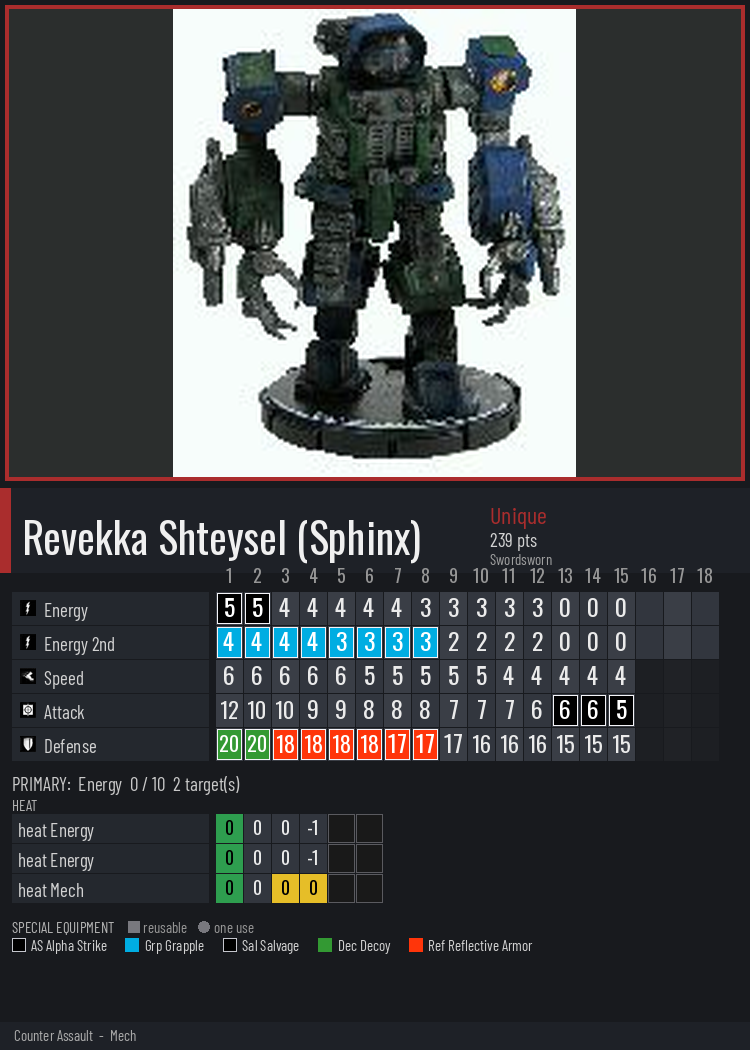 Revekka Shteysel (Sphinx)
Unique
239 pts
Swordsworn
1 2 3 4 5 6 7 8 9 10 11 12 13 14 15 16 17 18
Energy 5 5 4 4 4 4 4 3 3 3 3 3 0 0 0
Energy 2nd 4 4 4 4 3 3 3 3 2 2 2 2 0 0 0
Speed 6 6 6 6 6 5 5 5 5 5 4 4 4 4 4
Attack 12 10 10 9 9 8 8 8 7 7 7 6 6 6 5
Defense 20 20 18 18 18 18 17 17 17 16 16 16 15 15 15
PRIMARY: Energy 0 / 10 2 target(s)
HEAT
heat Energy 0 0 0 -1
heat Energy 0 0 0 -1
heat Mech 0 0 0 0
SPECIAL EQUIPMENT reusable one use
AS Alpha Strike Grp Grapple Sal Salvage Dec Decoy Ref Reflective Armor
Counter Assault - Mech